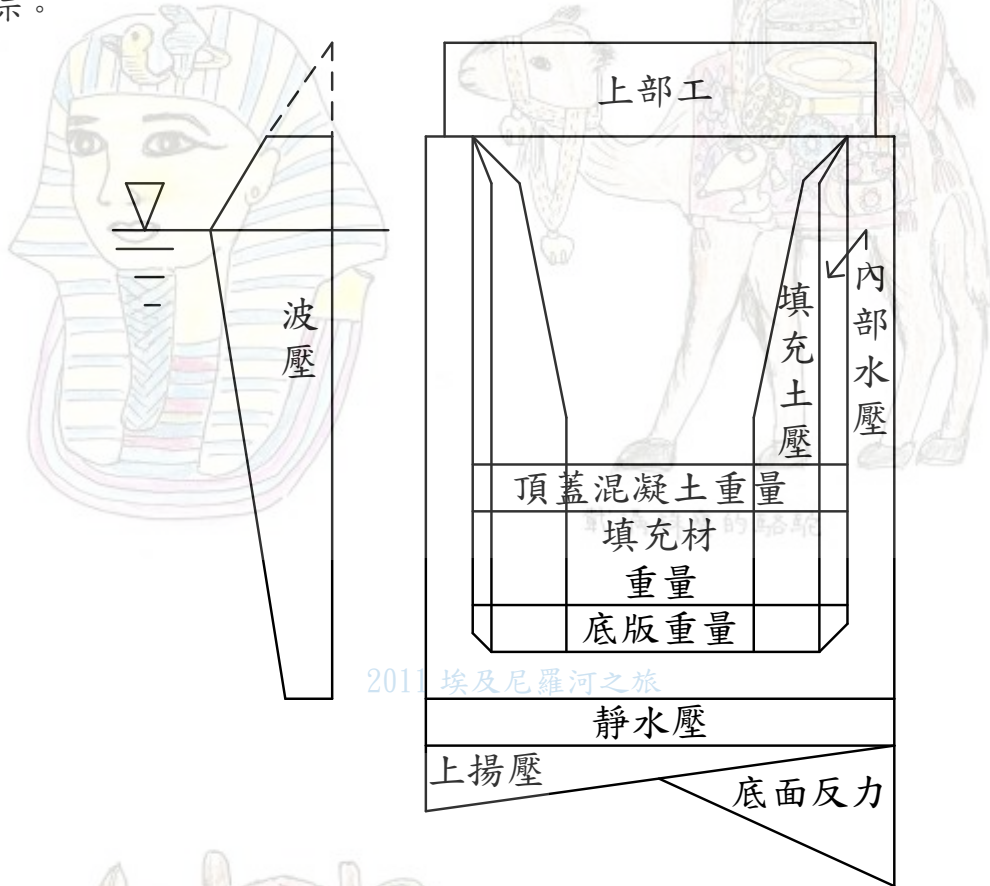 示。
上部工
波壓
填充土壓
內部水壓
頂蓋混凝土重量
填充材
重量
底版重量
2011 埃及尼羅河之旅
靜水壓
上揚壓
底面反力